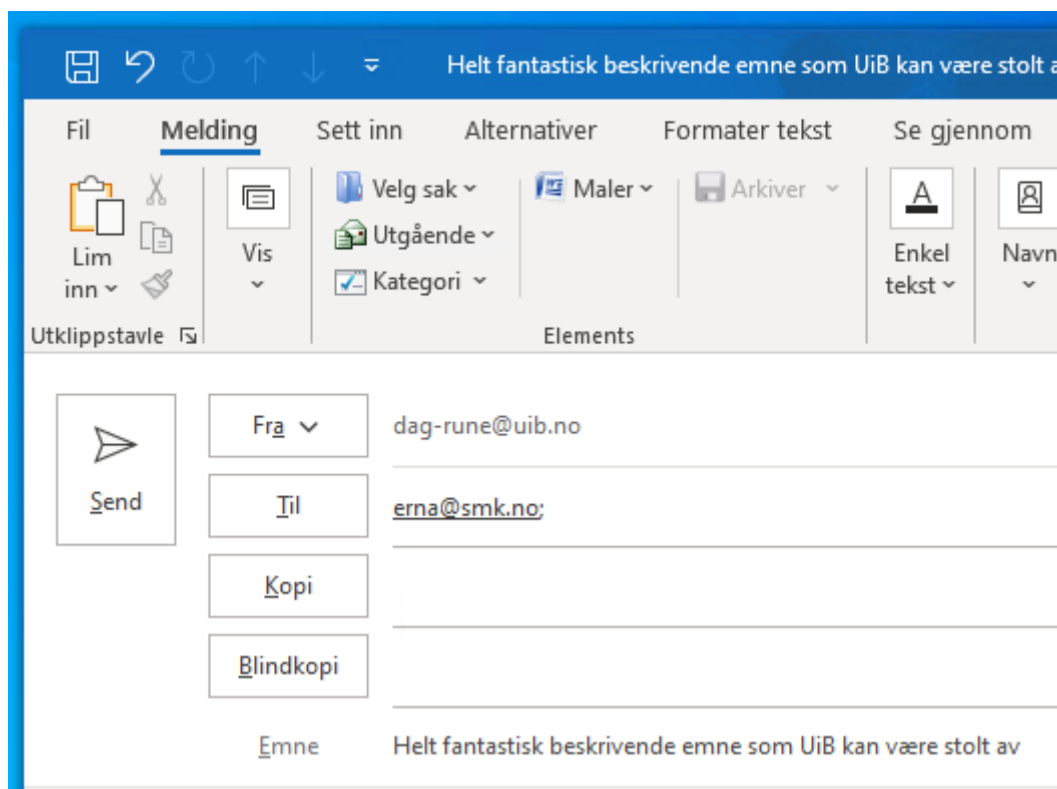 Helt fantastisk beskrivende emne som UiB kan være stolt a
Fil Melding Sett inn Alternativer Formater tekst Se gjennom
Lim inn
Vis
Velg sak
Utgående
Kategori
Maler
Arkiver
Enkel tekst
Navn
Utklippstavle
Elements
Send
Fra dag-rune@uib.no
Til erna@smk.no;
Kopi
Blindkopi
Emne Helt fantastisk beskrivende emne som UiB kan være stolt av